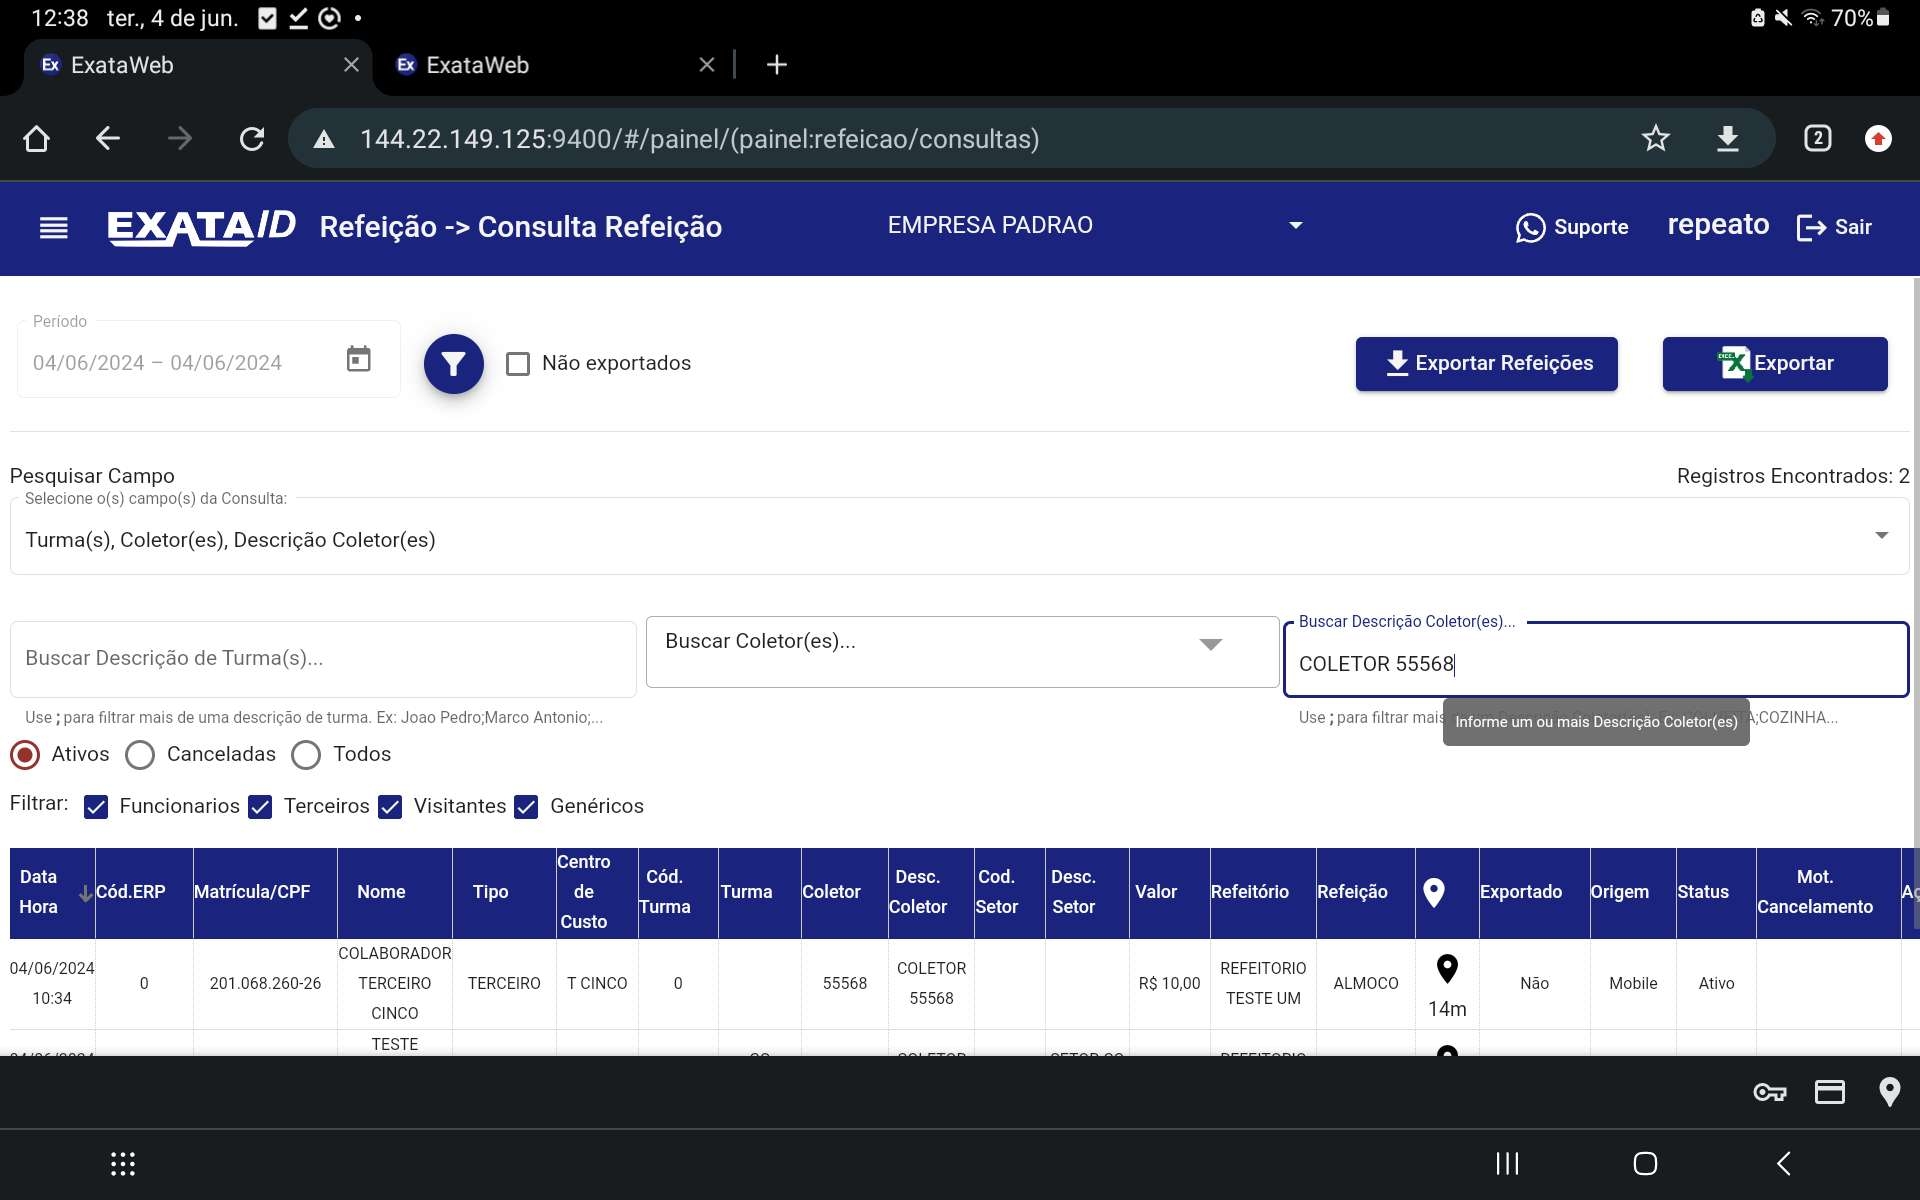 12:38 ter., 4 de jun. 70%
Ex ExataWeb Ex ExataWeb
144.22.149.125:9400/#/painel/(painel:refeicao/consultas) 2
EXATA/ID Refeição -> Consulta Refeição EMPRESA PADRAO Suporte repeato Sair
Período
04/06/2024 – 04/06/2024
Não exportados
Exportar Refeições
Exportar
Pesquisar Campo Registros Encontrados: 2
Selecione o(s) campo(s) da Consulta:
Turma(s), Coletor(es), Descrição Coletor(es)
Buscar Descrição de Turma(s)...
Buscar Coletor(es)...
Buscar Descrição Coletor(es)...
COLETOR 55568
Use ; para filtrar mais de uma descrição de turma. Ex: Joao Pedro;Marco Antonio;...
Use ; para filtrar mais ;COZINHA...
Informe um ou mais Descrição Coletor(es)
Ativos Canceladas Todos
Filtrar: Funcionarios Terceiros Visitantes Genéricos
Data Hora Cód.ERP Matrícula/CPF Nome Tipo Centro de Custo Cód. Turma Turma Coletor Desc. Coletor Cod. Setor Desc. Setor Valor Refeitório Refeição Exportado Origem Status Mot. Cancelamento
04/06/2024 10:34 0 201.068.260-26 COLABORADOR TERCEIRO CINCO TERCEIRO T CINCO 0 55568 COLETOR 55568 R$ 10,00 REFEITORIO TESTE UM ALMOCO 14m Não Mobile Ativo
TESTE